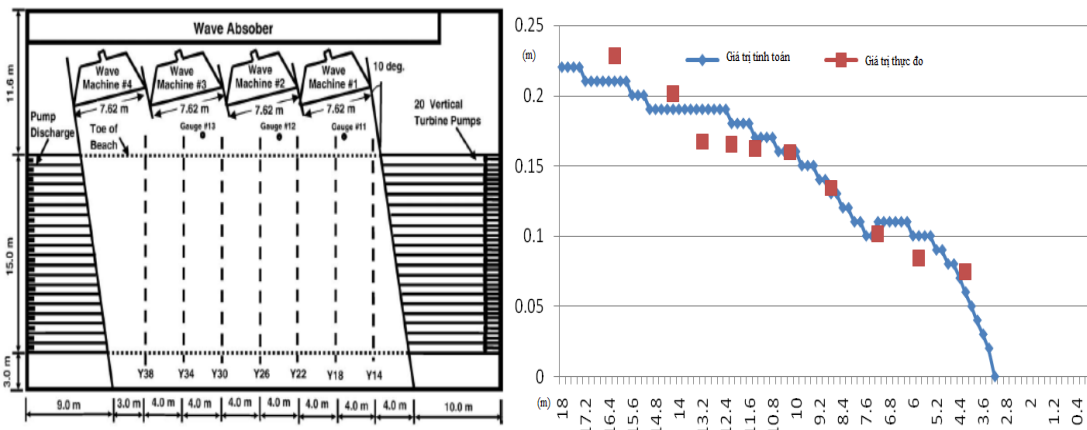 Wave Absober
Wave
Machine #4
Wave
Machine #3
Wave
Machine #2
Wave
Machine #1
10 deg.
7.62 m
7.62 m
7.62 m
7.62 m
11.6 m
15.0 m
3.0 m
Pump
Discharge
Toe of
Beach
Gauge #13
Gauge #12
Gauge #11
20 Vertical
Turbine Pumps
Y38
Y34
Y30
Y26
Y22
Y18
Y14
9.0 m
3.0 m
4.0 m
4.0 m
4.0 m
4.0 m
4.0 m
4.0 m
4.0 m
10.0 m
0.25
(m)
0.2
0.15
0.1
0.05
0
Giá trị tính toán
Giá trị thực đo
(m)
18
17.2
16.4
15.6
14.8
14
13.2
12.4
11.6
10.8
10
9.2
8.4
7.6
6.8
6
5.2
4.4
3.6
2.8
2
1.2
0.4